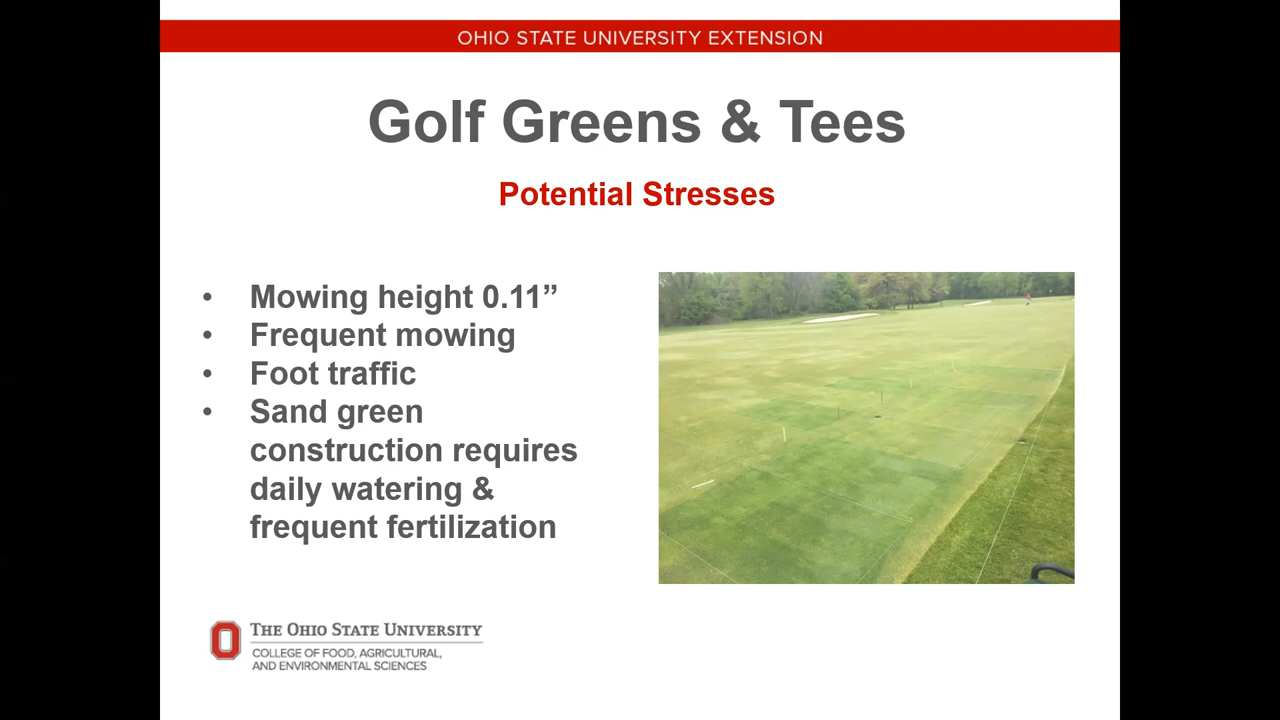 OHIO STATE UNIVERSITY EXTENSION
Golf Greens & Tees
Potential Stresses
• Mowing height 0.11”
• Frequent mowing
• Foot traffic
• Sand green
construction requires
daily watering &
frequent fertilization
THE OHIO STATE UNIVERSITY
COLLEGE OF FOOD, AGRICULTURAL,
AND ENVIRONMENTAL SCIENCES